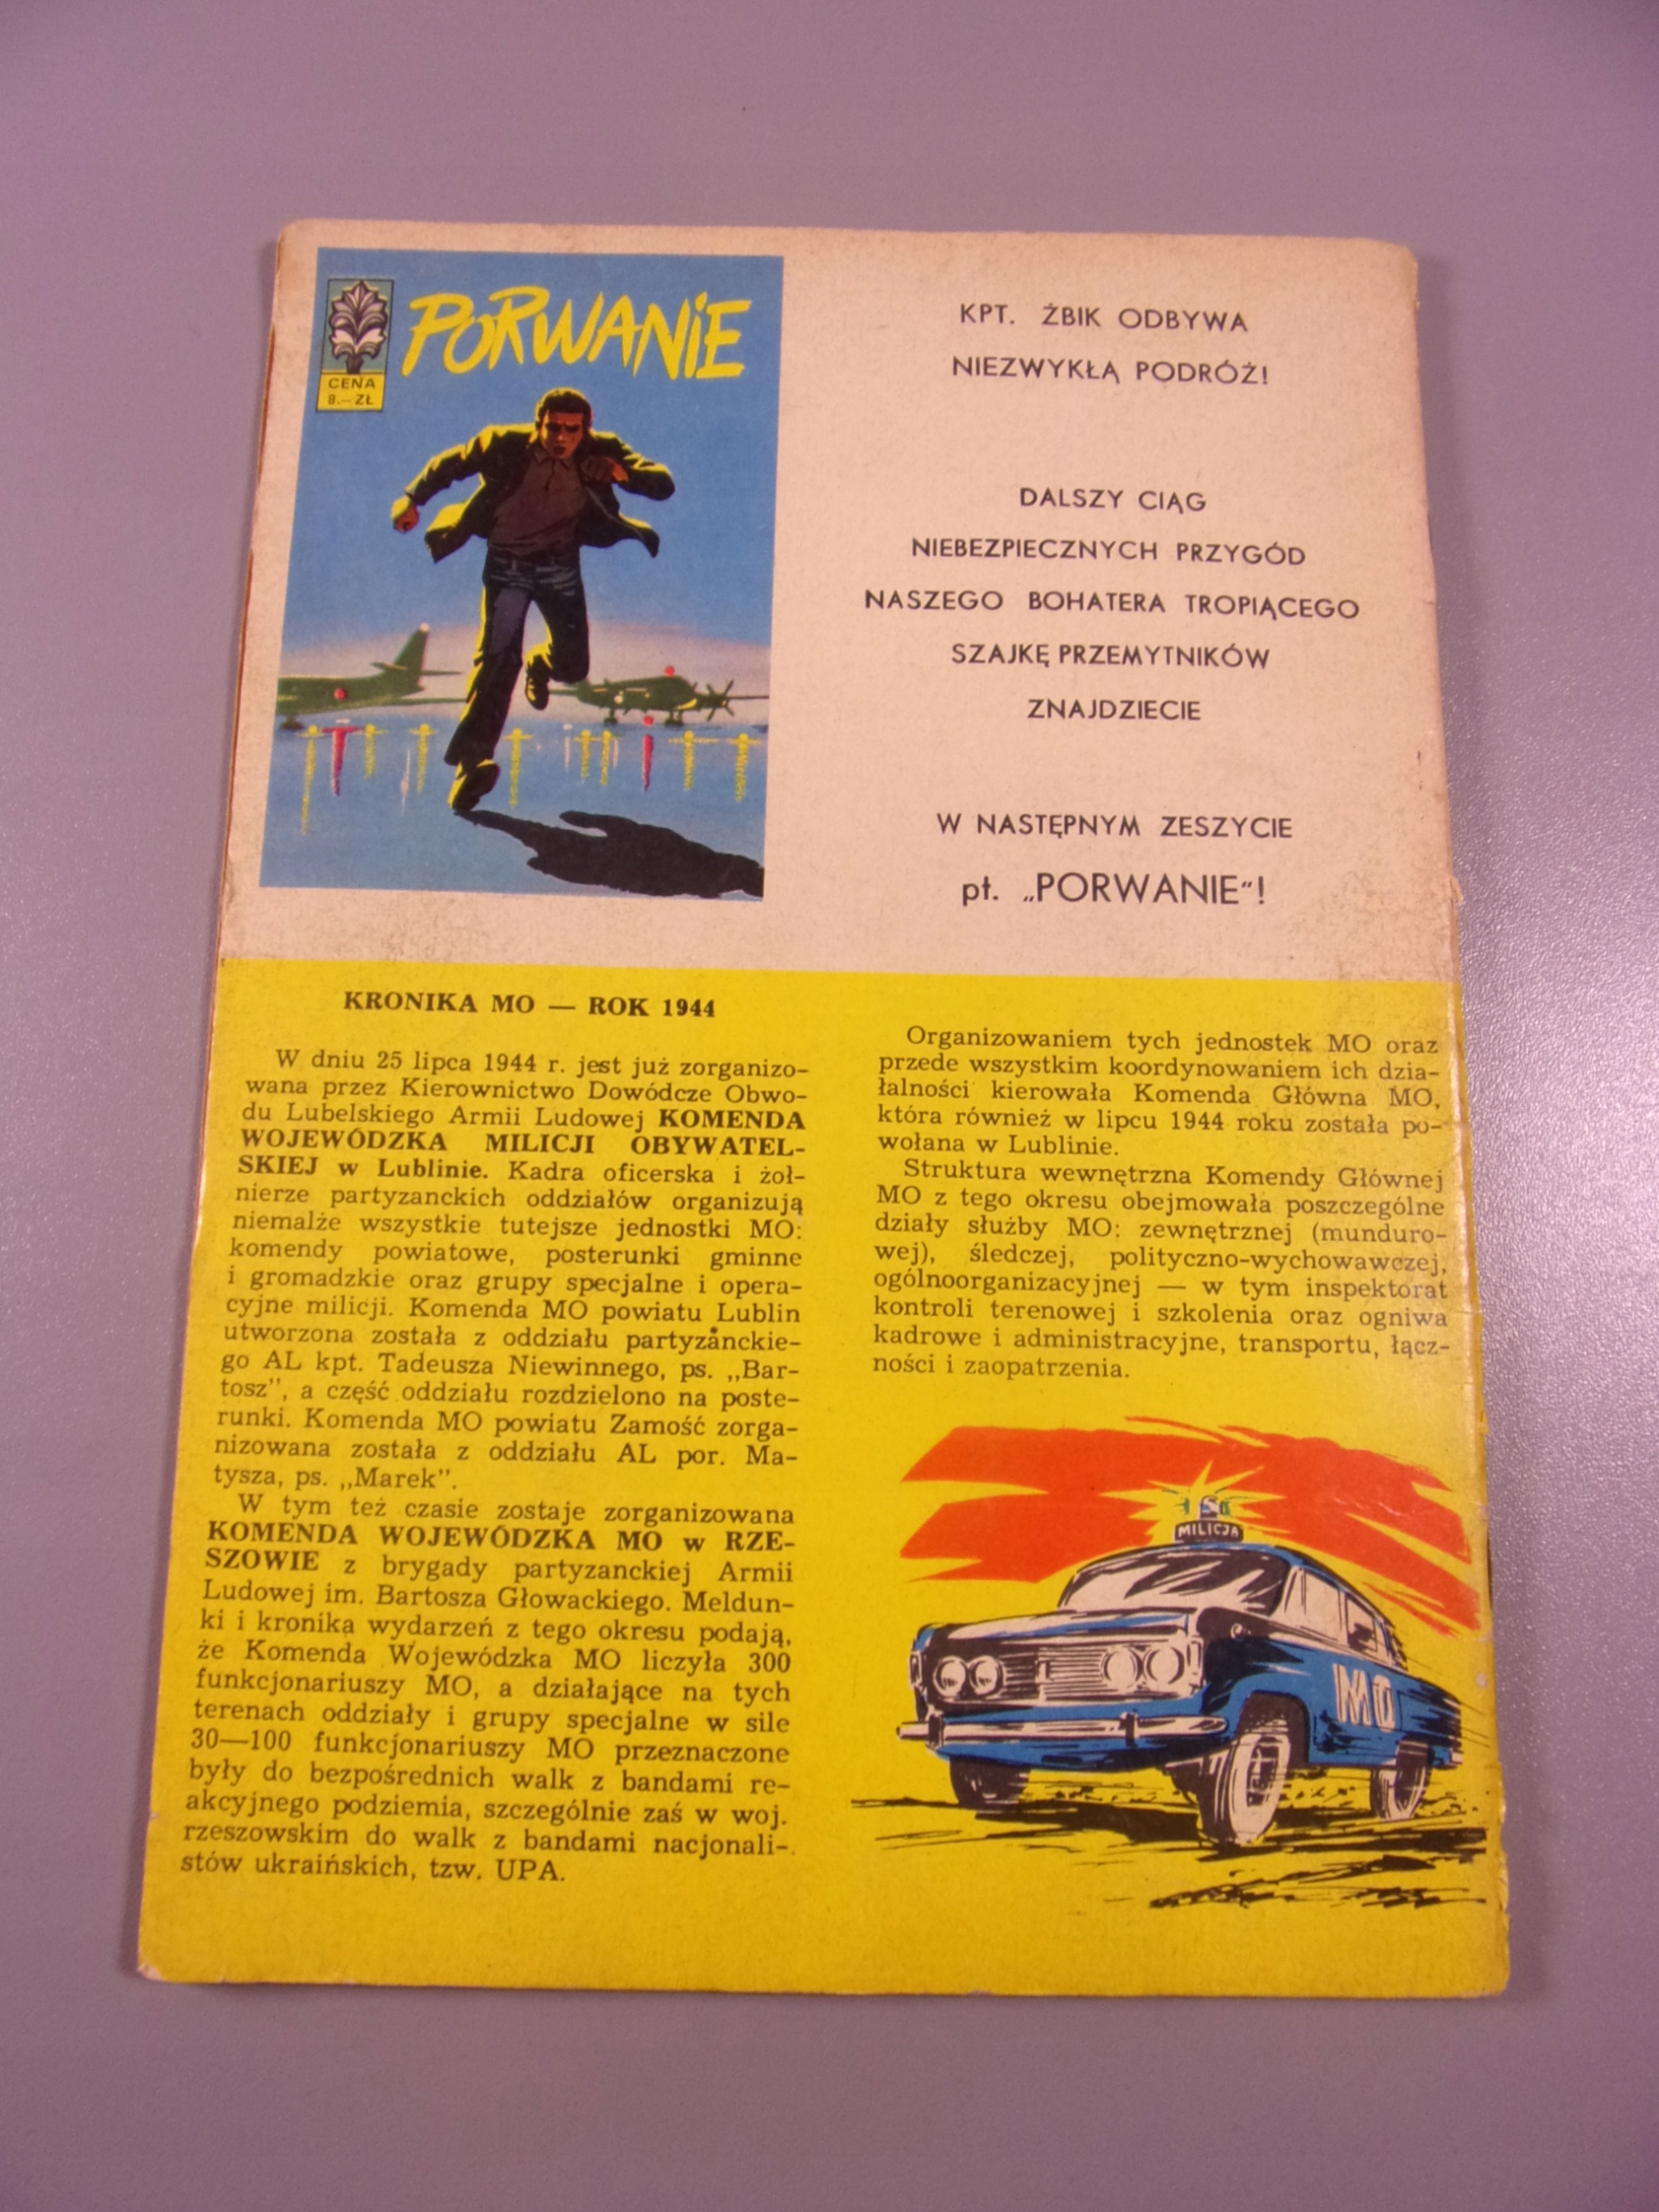 PORWANiE
CENA
8.— ZŁ
KPT. ŻBIK ODBYWA
NIEZWYKŁĄ PODRÓŻ!
DALSZY CIĄG
NIEBEZPIECZNYCH PRZYGÓD
NASZEGO BOHATERA TROPIĄCEGO
SZAJKĘ PRZEMYTNIKÓW
ZNAJDZIECIE
W NASTĘPNYM ZESZYCIE
pt. „PORWANIE”!
KRONIKA MO — ROK 1944
W dniu 25 lipca 1944 r. jest już zorganizo-
wana przez Kierownictwo Dowódcze Obwo-
du Lubelskiego Armii Ludowej KOMENDA
WOJEWÓDZKA MILICJI OBYWATEL-
SKIEJ w Lublinie. Kadra oficerska i żoł-
nierze partyzanckich oddziałów organizują
niemalże wszystkie tutejsze jednostki MO:
komendy powiatowe, posterunki gminne
i gromadzkie oraz grupy specjalne i opera-
cyjne milicji. Komenda MO powiatu Lublin
utworzona została z oddziału partyzanckie-
go AL kpt. Tadeusza Niewinnego, ps. „Bar-
tosz”, a część oddziału rozdzielono na poste-
runki. Komenda MO powiatu Zamość zorga-
nizowana została z oddziału AL por. Ma-
tysza, ps. „Marek”.
W tym też czasie zostaje zorganizowana
KOMENDA WOJEWÓDZKA MO w RZE-
SZOWIE z brygady partyzanckiej Armii
Ludowej im. Bartosza Głowackiego. Meldun-
ki i kronika wydarzeń z tego okresu podają,
że Komenda Wojewódzka MO liczyła 300
funkcjonariuszy MO, a działające na tych
terenach oddziały i grupy specjalne w sile
30—100 funkcjonariuszy MO przeznaczone
były do bezpośrednich walk z bandami re-
akcyjnego podziemia, szczególnie zaś w woj.
rzeszowskim do walk z bandami nacjonali-
stów ukraińskich, tzw. UPA.
Organizowaniem tych jednostek MO oraz
przede wszystkim koordynowaniem ich dzia-
łalności kierowała Komenda Główna MO,
która również w lipcu 1944 roku została po-
wołana w Lublinie.
Struktura wewnętrzna Komendy Głównej
MO z tego okresu obejmowała poszczególne
działy służby MO: zewnętrznej (munduro-
wej), śledczej, polityczno-wychowawczej,
ogólnoorganizacyjnej — w tym inspektorat
kontroli terenowej i szkolenia oraz ogniwa
kadrowe i administracyjne, transportu, łącz-
ności i zaopatrzenia.
MILICJA
MO